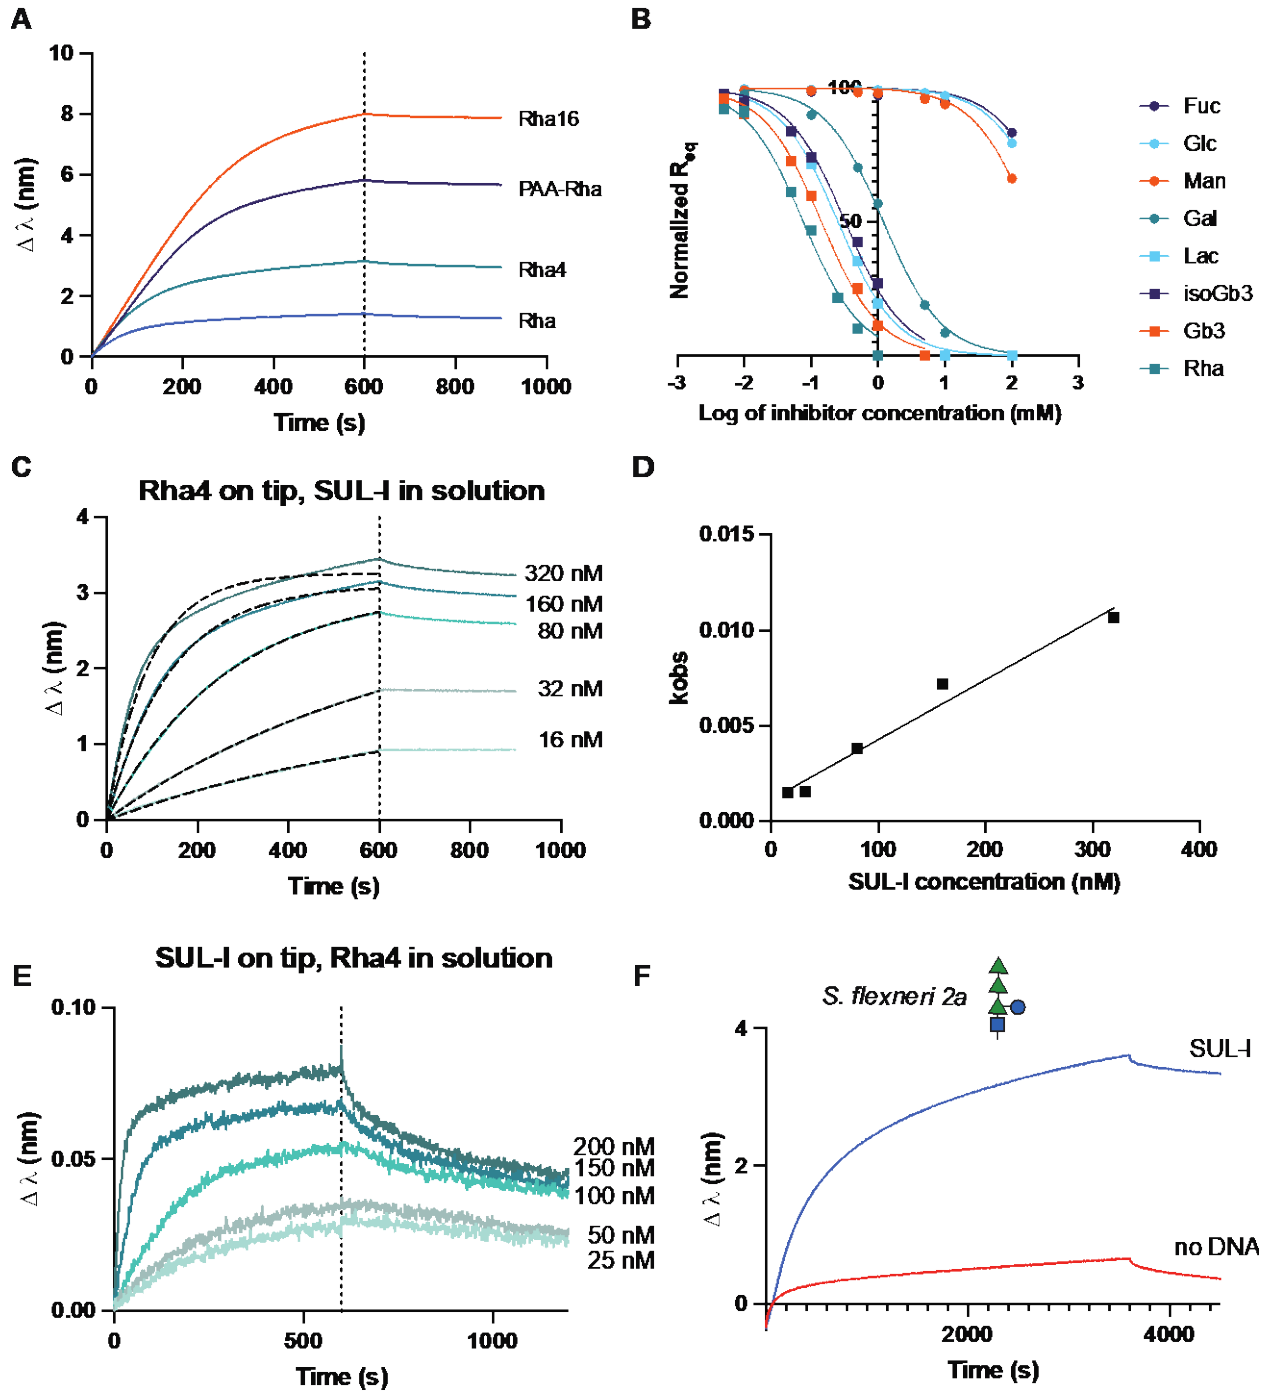 A
10
8
6
4
2
0
Δ λ (nm)
0 200 400 600 800 1000
Time (s)
Rha16
PAA-Rha
Rha4
Rha
B
100
50
Normalized Req
-3 -2 -1 0 1 2 3
Log of inhibitor concentration (mM)
Fuc
Glc
Man
Gal
Lac
isoGb3
Gb3
Rha
C
Rha4 on tip, SUL-I in solution
4
3
2
1
0
Δ λ (nm)
0 200 400 600 800 1000
Time (s)
320 nM
160 nM
80 nM
32 nM
16 nM
D
0.015
0.010
0.005
0.000
kobs
0 100 200 300 400
SUL-I concentration (nM)
E
SUL-I on tip, Rha4 in solution
0.10
0.05
0.00
Δ λ (nm)
0 500 1000
Time (s)
200 nM
150 nM
100 nM
50 nM
25 nM
F
S. flexneri 2a
4
2
0
Δ λ (nm)
2000 4000
Time (s)
SUL-I
no DNA